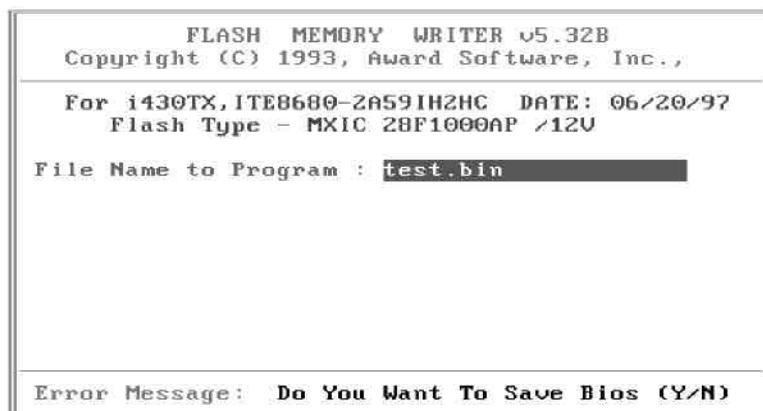 FLASH MEMORY WRITER v5.32B
Copyright (C) 1993, Award Software, Inc.,
For i430TX,ITE8680-2A59IH2HC DATE: 06/20/97
Flash Type - MXIC 28F1000AP /12V
File Name to Program : test.bin
Error Message: Do You Want To Save Bios (Y/N)